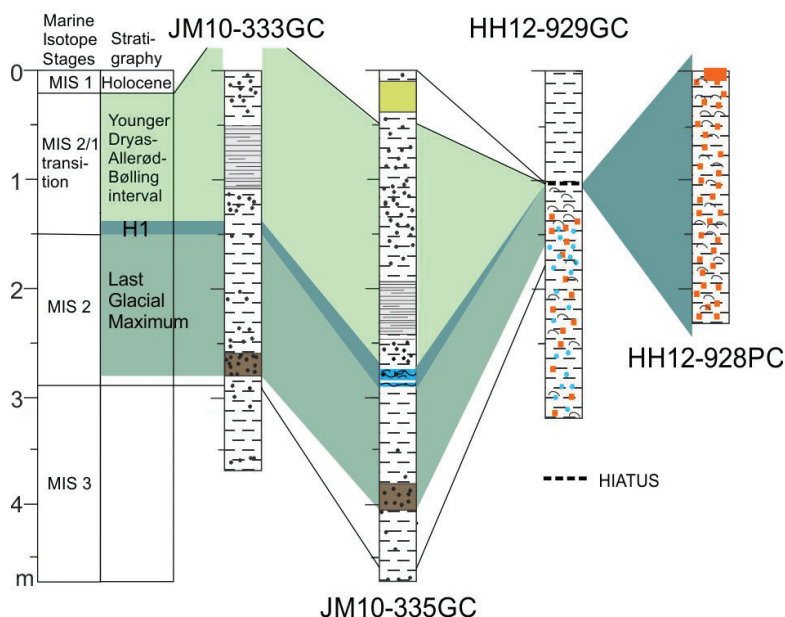 JM10-333GC
HH12-929GC
Marine
Isotope
Stages
Strati-
graphy
0
MIS 1
Holocene
MIS 2/1
transi-
tion
Younger
Dryas-
Allerød-
Bølling
interval
1
H1
Last
Glacial
Maximum
2
MIS 2
HH12-928PC
3
MIS 3
HIATUS
4
m
JM10-335GC